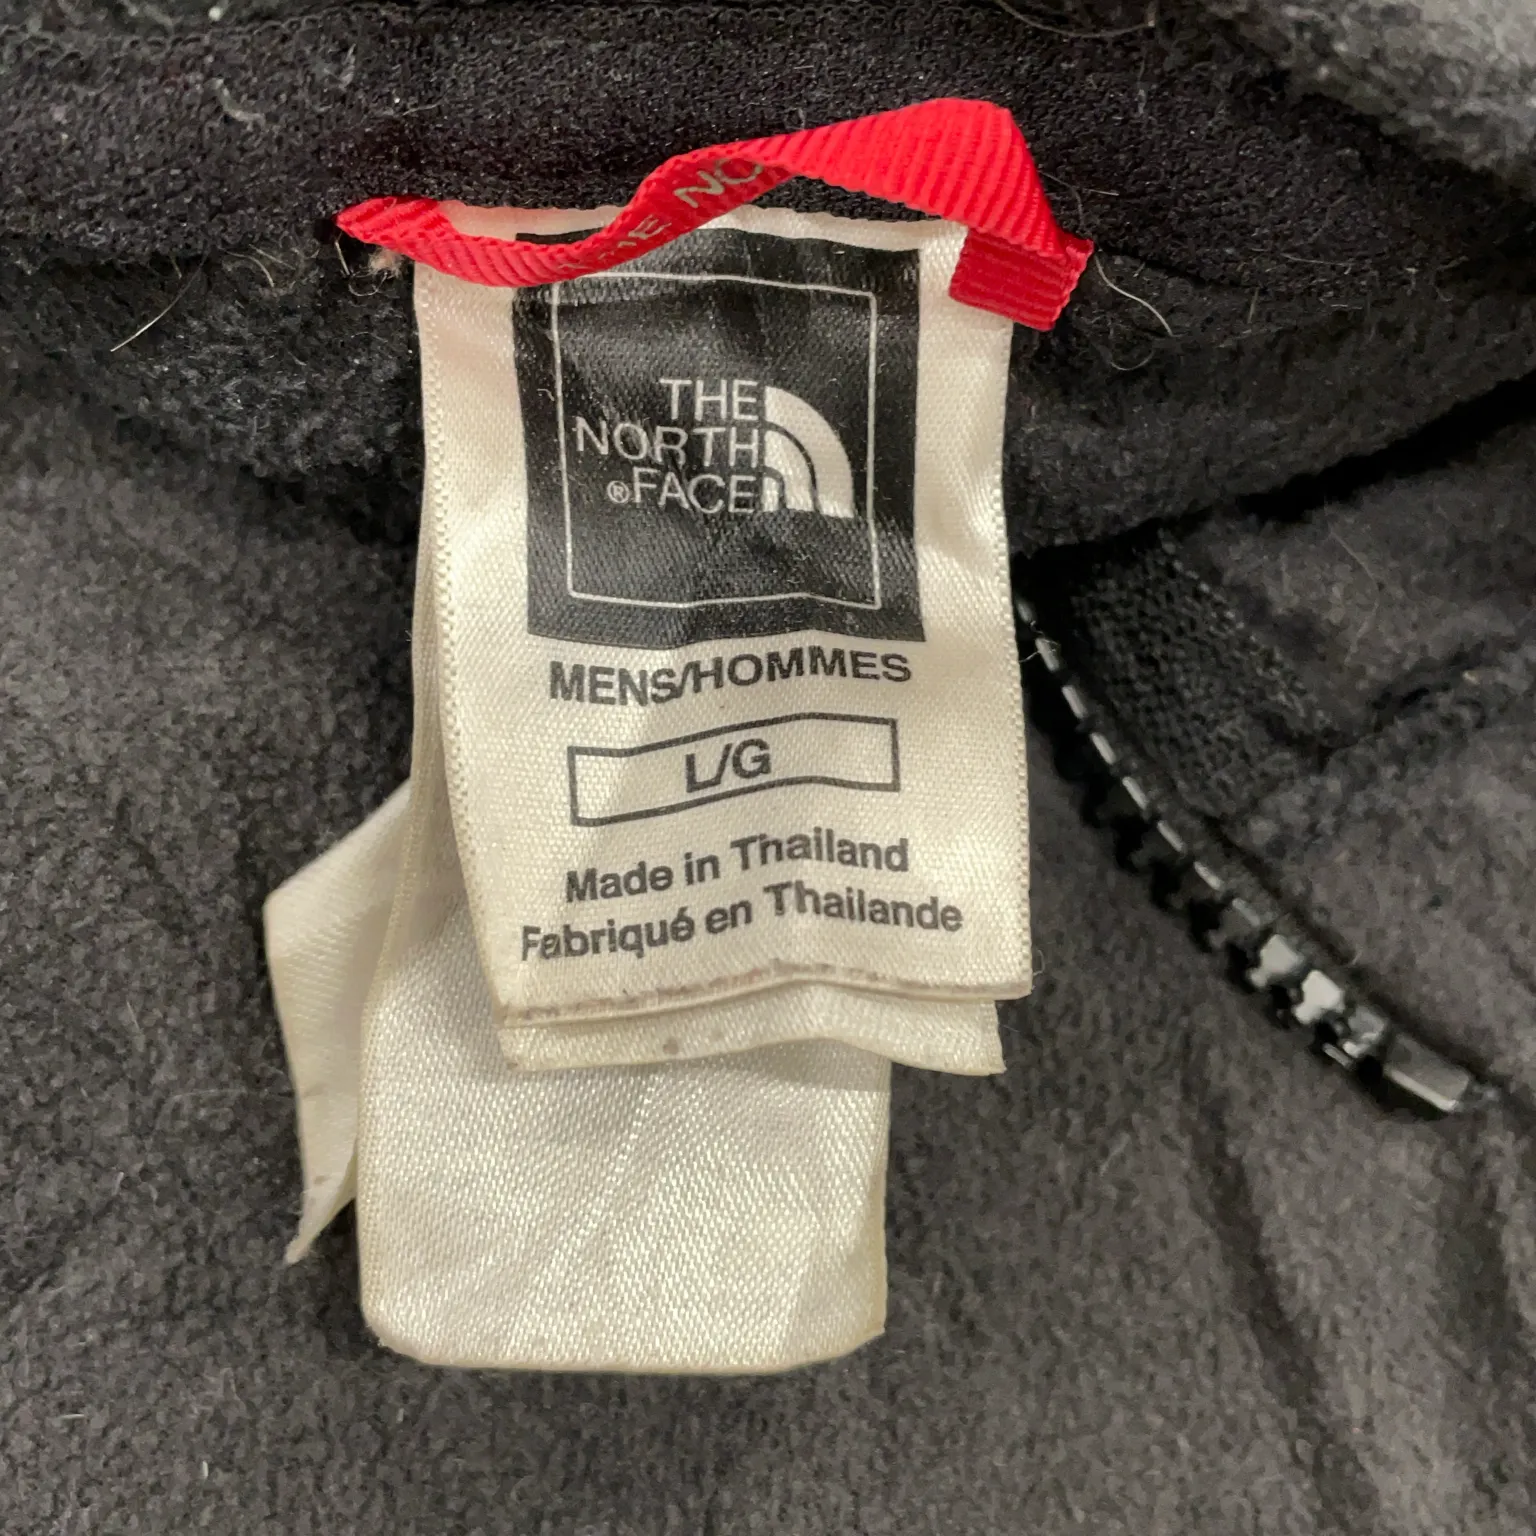 THE
NORTH
®FACE
MENS/HOMMES
L/G
Made in Thailand
Fabriqué en Thailande